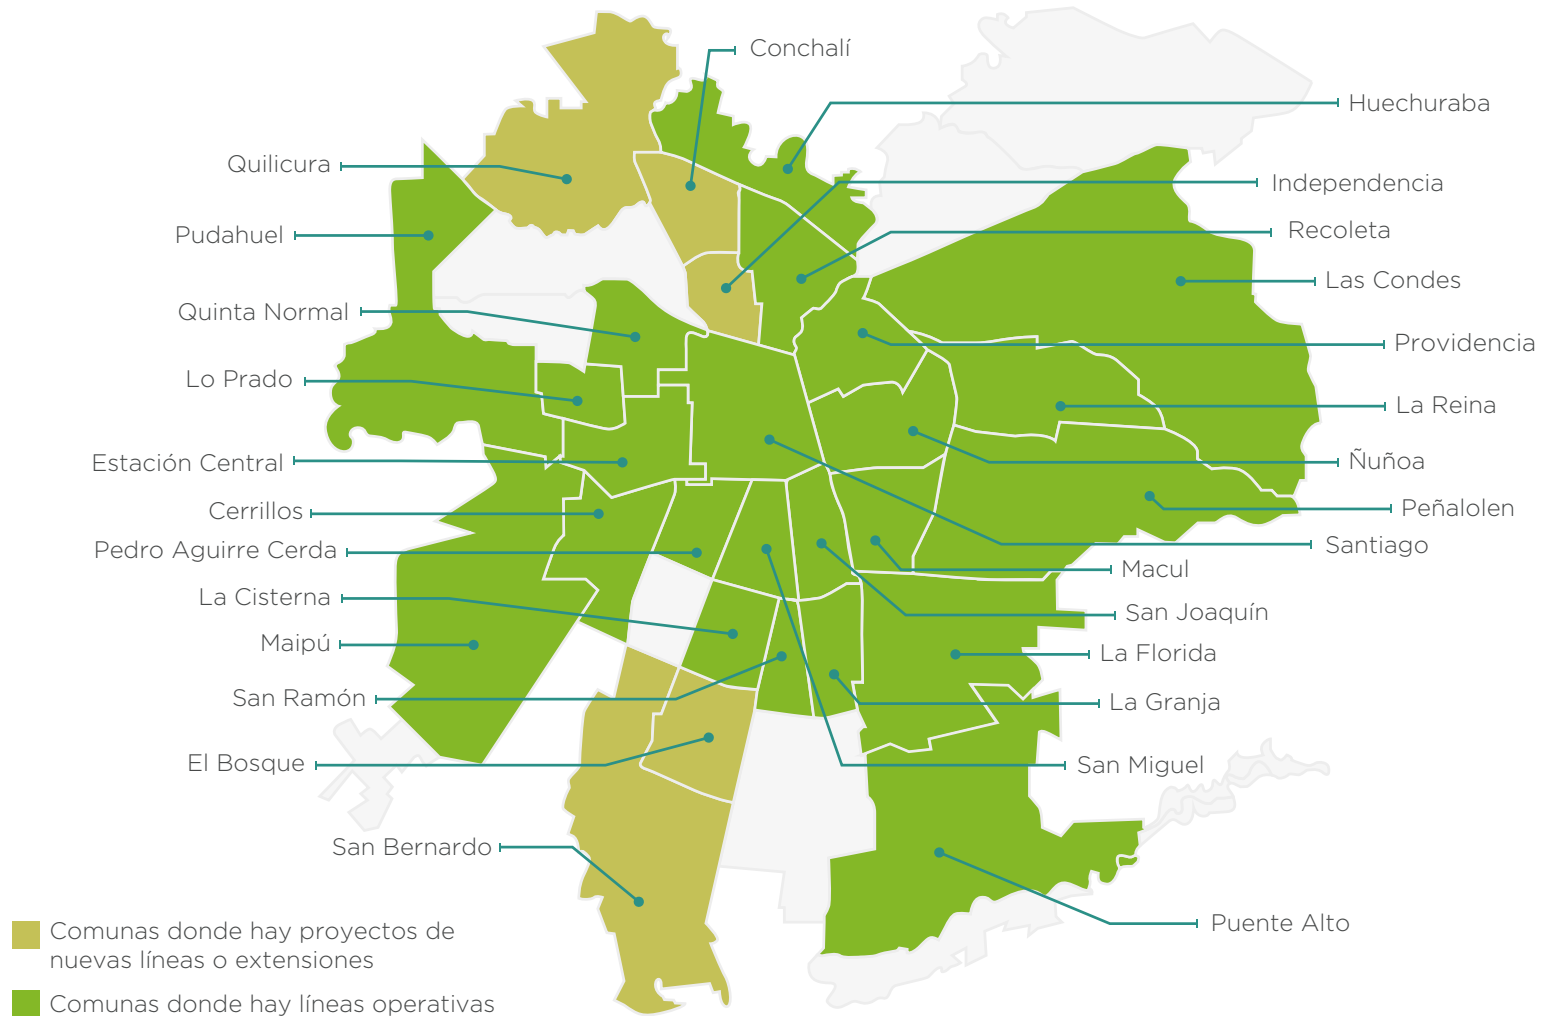 Conchalí
Huechuraba
Quilicura
Independencia
Pudahuel
Recoleta
Las Condes
Quinta Normal
Providencia
Lo Prado
La Reina
Estación Central
Ñuñoa
Cerrillos
Peñalolen
Pedro Aguirre Cerda
Santiago
Macul
La Cisterna
San Joaquín
Maipú
La Florida
San Ramón
La Granja
El Bosque
San Miguel
San Bernardo
Puente Alto
Comunas donde hay proyectos de
nuevas líneas o extensiones
Comunas donde hay líneas operativas